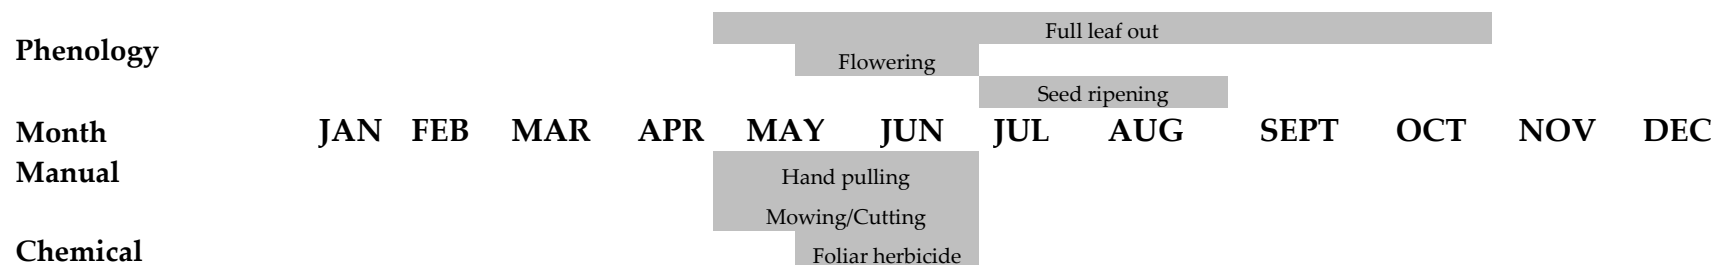 Full leaf out
Phenology
Flowering
Seed ripening
Month JAN FEB MAR APR MAY JUN JUL AUG SEPT OCT NOV DEC
Manual Hand pulling
Mowing/Cutting
Chemical Foliar herbicide